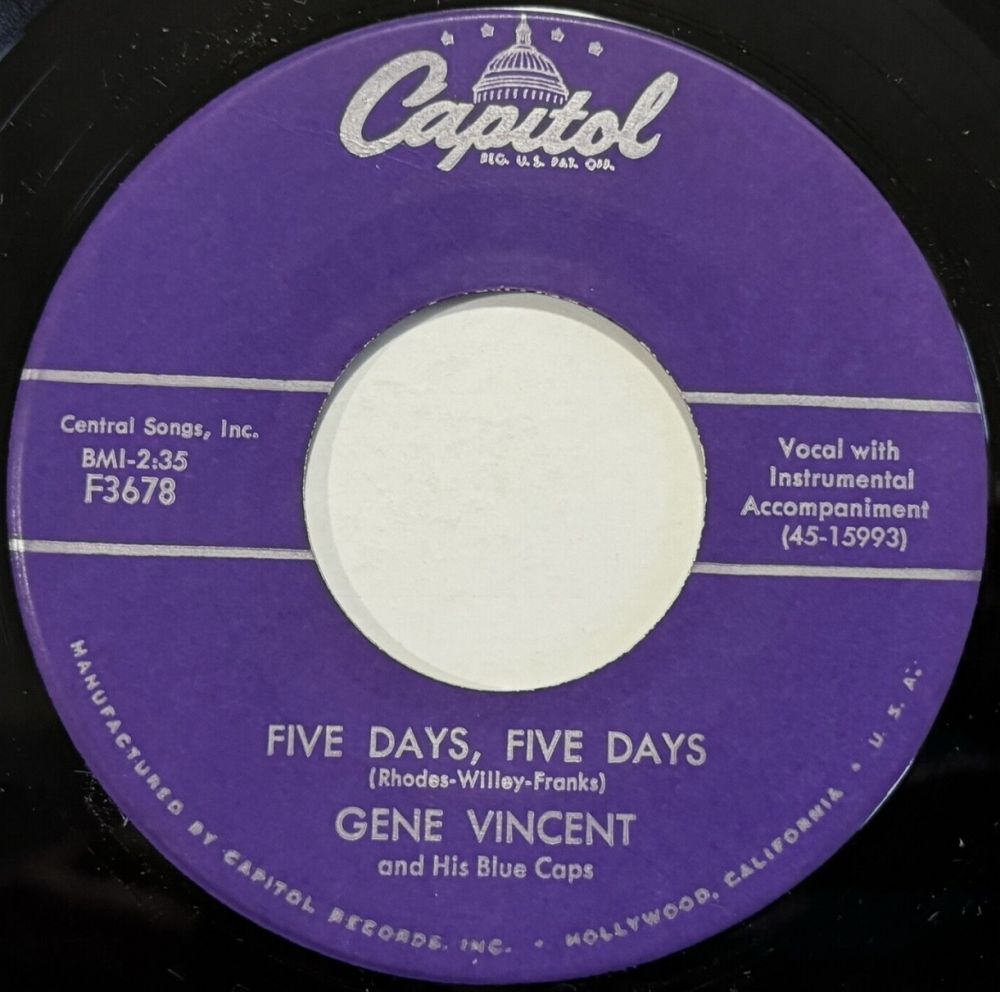 Capitol
REG. U.S. PAT. OFF.
Central Songs, Inc.
BMI-2:35
F3678
Vocal with
Instrumental
Accompaniment
(45-15993)
FIVE DAYS, FIVE DAYS
(Rhodes-Willey-Franks)
GENE VINCENT
and His Blue Caps
MANUFACTURED BY CAPITOL RECORDS, INC. • HOLLYWOOD, CALIFORNIA • U. S. A.